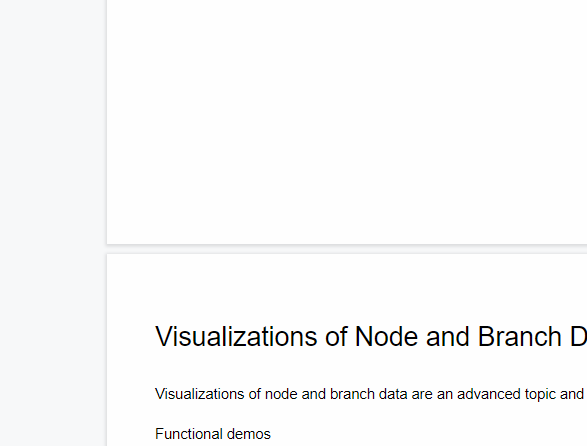 Visualizations of Node and Branch D
Visualizations of node and branch data are an advanced topic and
Functional demos